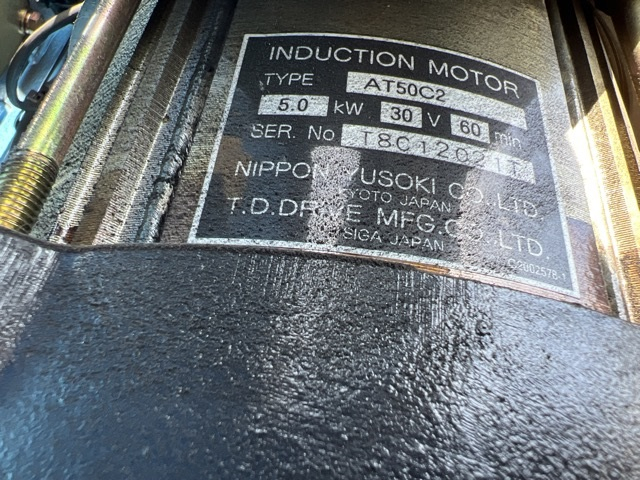 INDUCTION MOTOR
TYPE AT50C2
5.0 kW 30 V 60 min
SER. No T8C12021T
NIPPON YUSOKI CO.,LTD.
KYOTO JAPAN
T.D.DRIVE MFG.CO.,LTD.
SIGA JAPAN